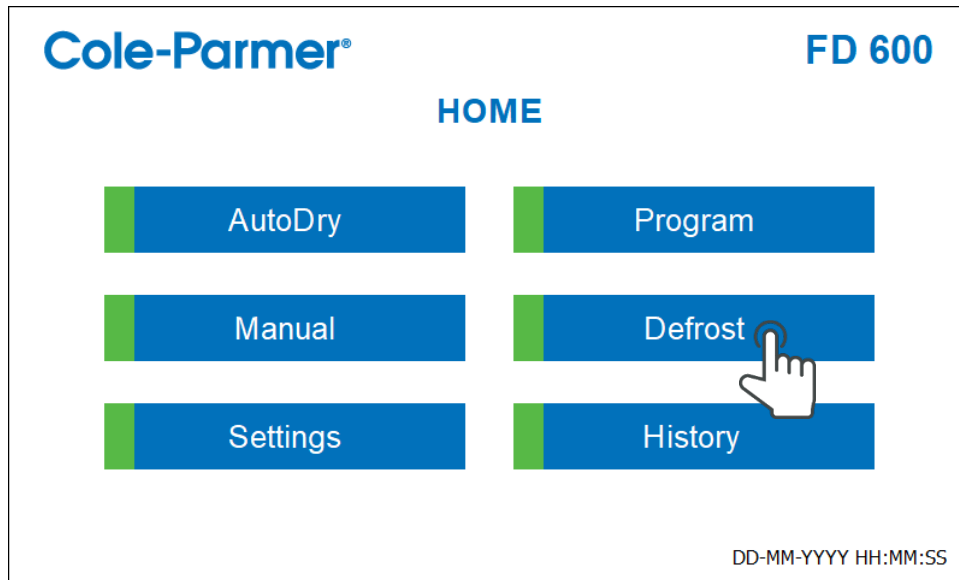 Cole-Parmer® FD 600
HOME
AutoDry Program
Manual Defrost
Settings History
DD-MM-YYYY HH:MM:SS